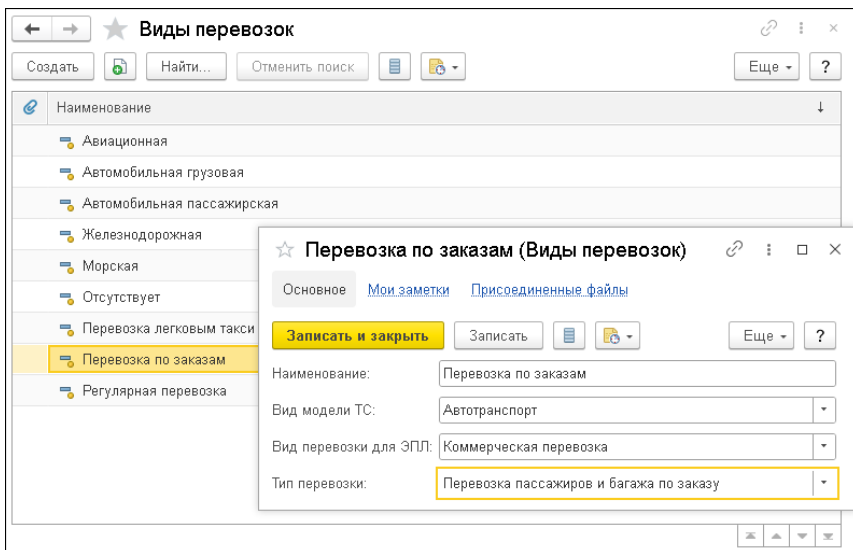 Виды перевозок
Создать Найти... Отменить поиск Еще ?
Наименование
Авиационная
Автомобильная грузовая
Автомобильная пассажирская
Железнодорожная
Морская
Отсутствует
Перевозка легковым такси
Перевозка по заказам
Регулярная перевозка
Перевозка по заказам (Виды перевозок)
Основное Мои заметки Присоединенные файлы
Записать и закрыть Записать Еще ?
Наименование: Перевозка по заказам
Вид модели ТС: Автотранспорт
Вид перевозки для ЭПЛ: Коммерческая перевозка
Тип перевозки: Перевозка пассажиров и багажа по заказу